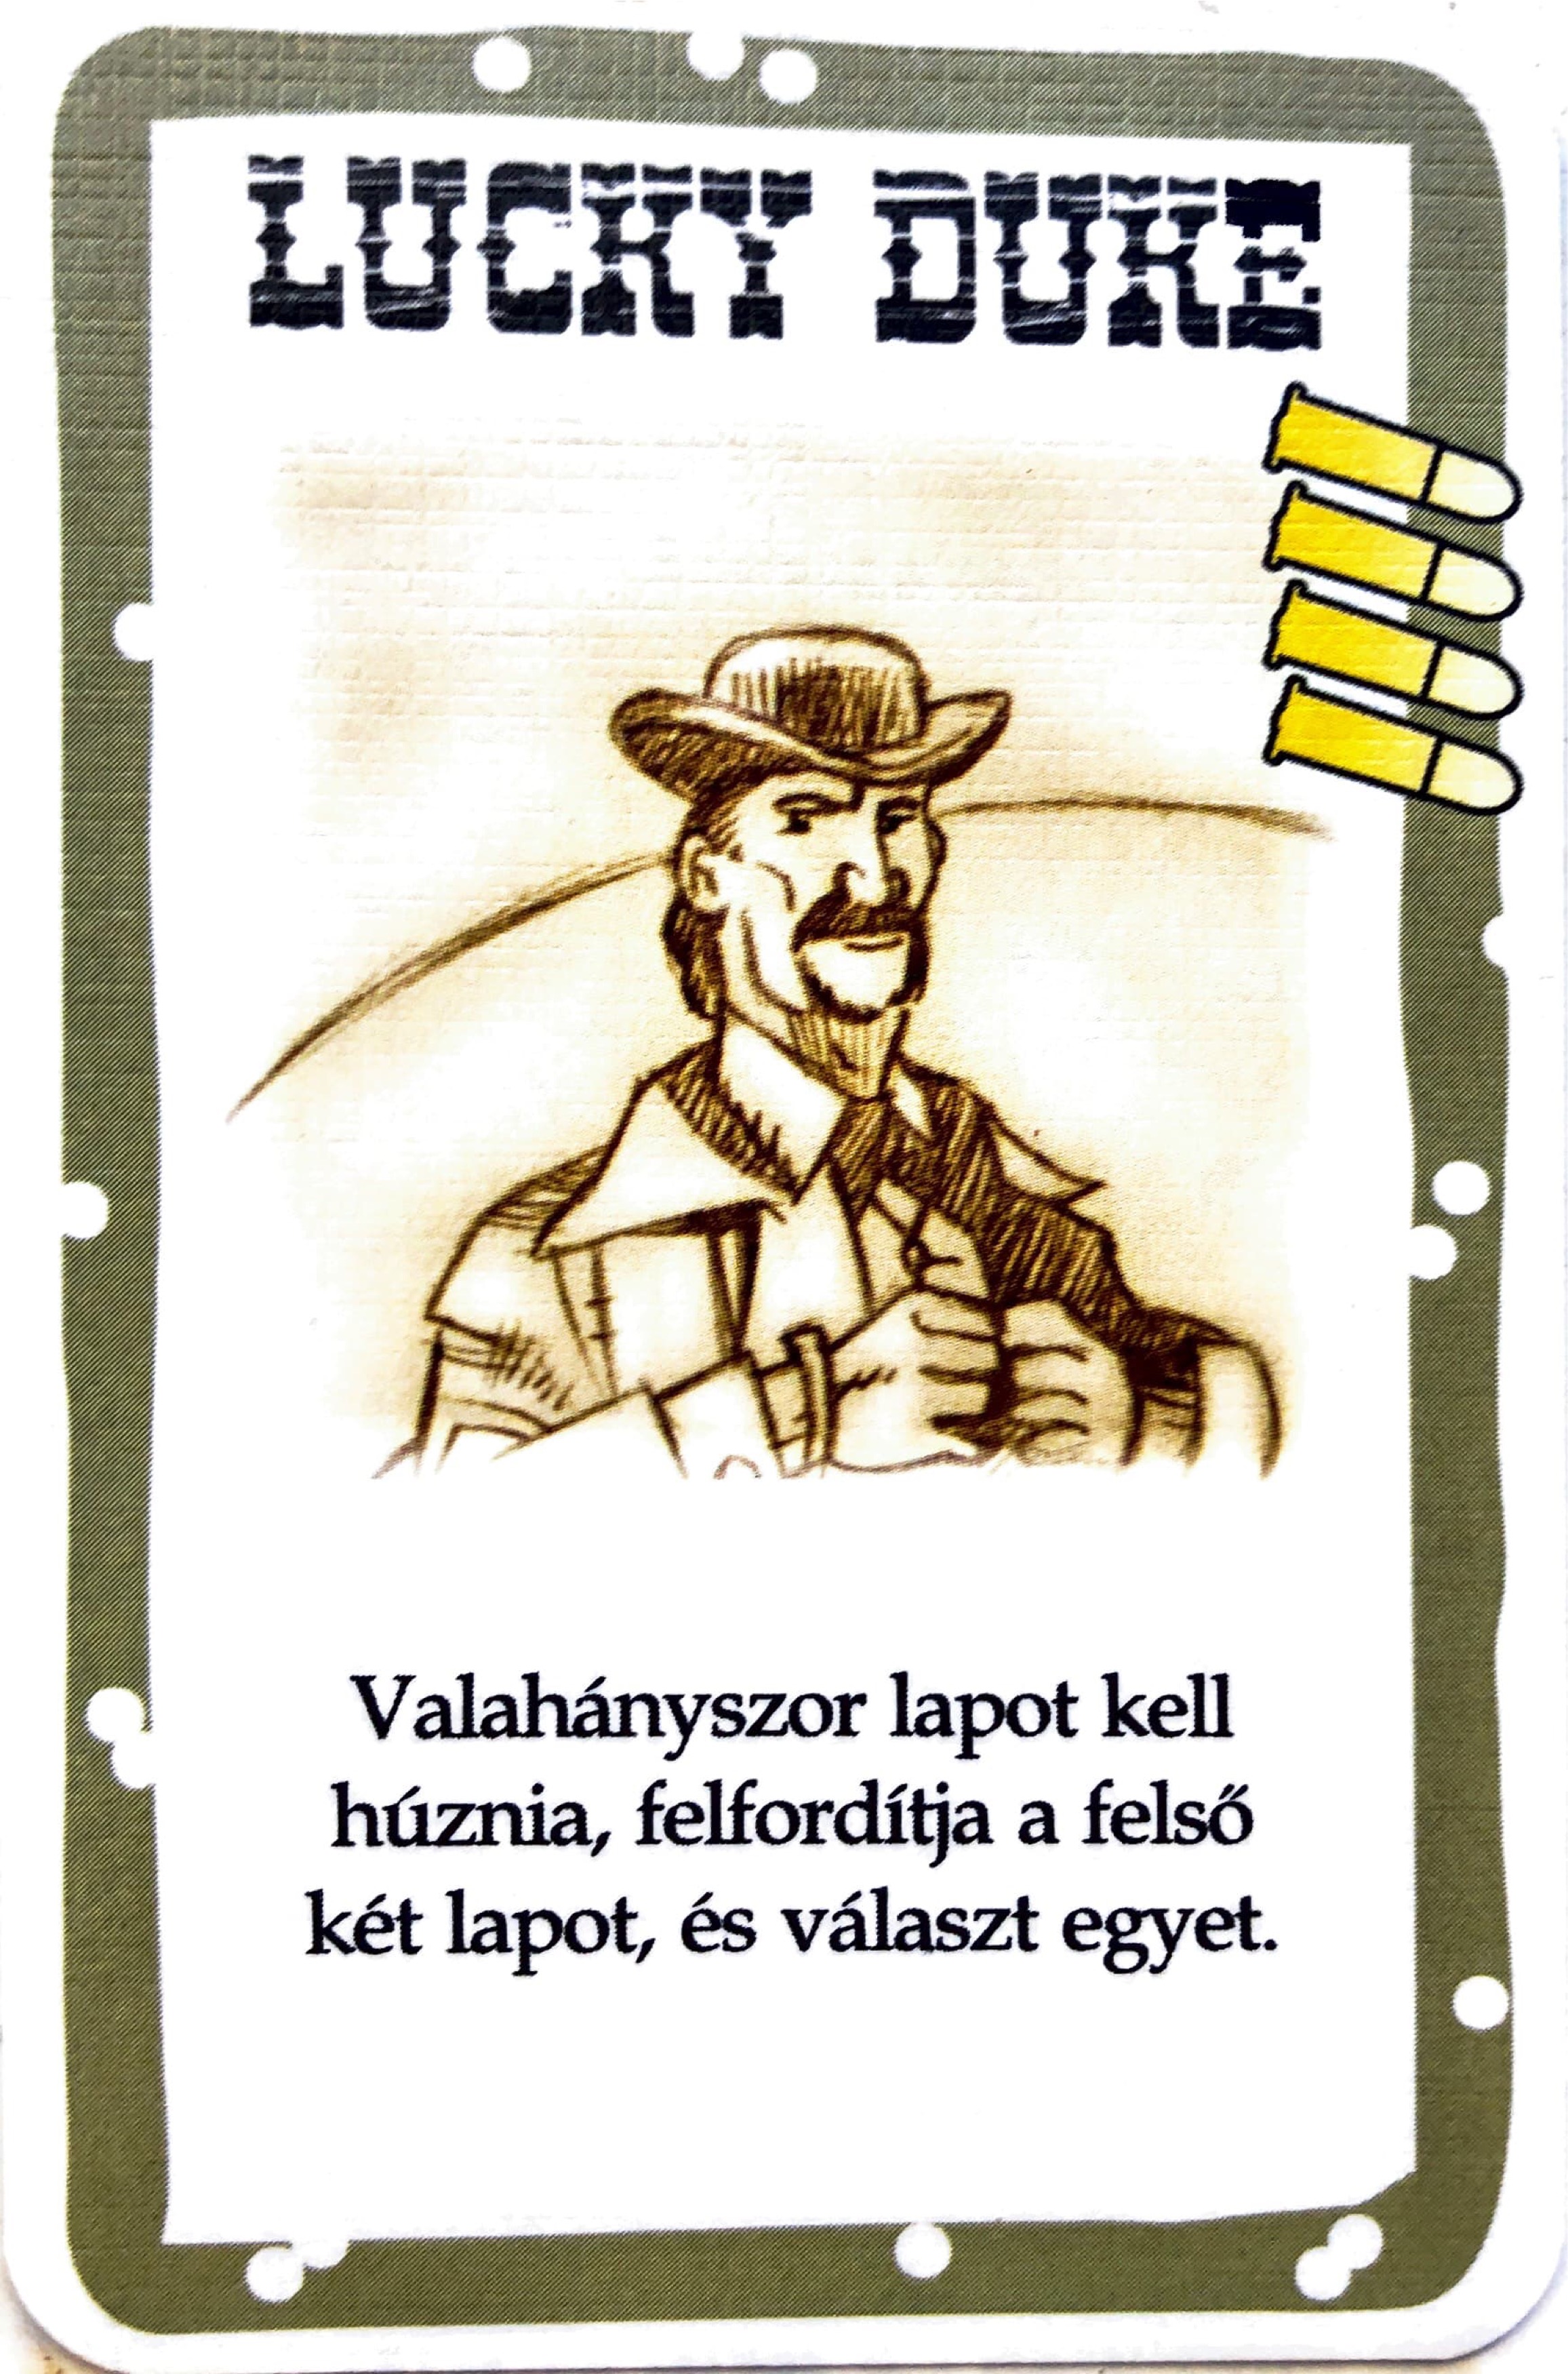 LUCKY DUKE
Valahányszor lapot kell
húznia, felfordítja a felső
két lapot, és választ egyet.